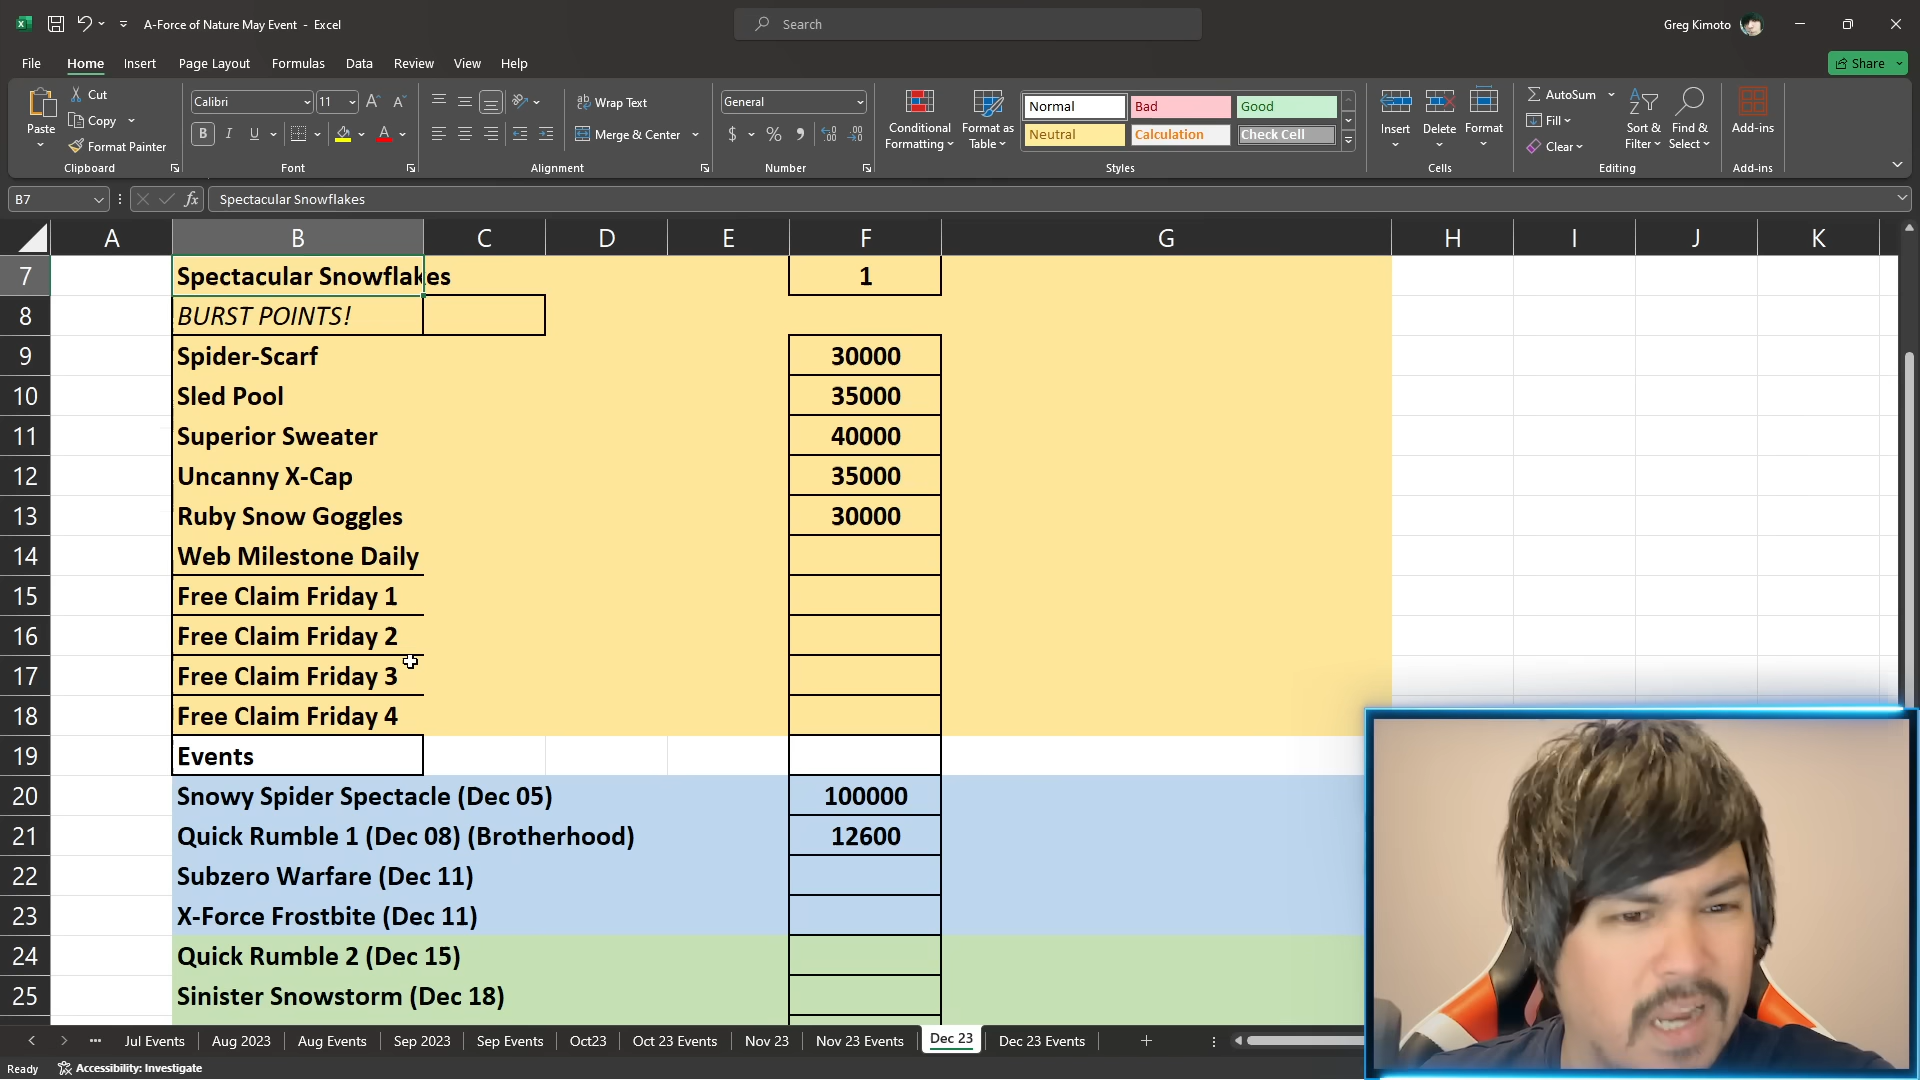 A-Force of Nature May Event - Excel
Search
Greg Kimoto
File Home Insert Page Layout Formulas Data Review View Help
Share
Paste
Cut
Copy
Format Painter
Clipboard
Calibri 11
B I U
Font
Wrap Text
Merge & Center
Alignment
General
$ % ,
Number
Conditional Formatting
Format as Table
Normal Bad Good
Neutral Calculation Check Cell
Styles
Insert Delete Format
Cells
AutoSum
Fill
Clear
Sort & Filter
Find & Select
Editing
Add-ins
Add-ins
B7 fx Spectacular Snowflakes
A B C D E F G H I J K
7 Spectacular Snowflakes 1
8 BURST POINTS!
9 Spider-Scarf 30000
10 Sled Pool 35000
11 Superior Sweater 40000
12 Uncanny X-Cap 35000
13 Ruby Snow Goggles 30000
14 Web Milestone Daily
15 Free Claim Friday 1
16 Free Claim Friday 2
17 Free Claim Friday 3
18 Free Claim Friday 4
19 Events
20 Snowy Spider Spectacle (Dec 05) 100000
21 Quick Rumble 1 (Dec 08) (Brotherhood) 12600
22 Subzero Warfare (Dec 11)
23 X-Force Frostbite (Dec 11)
24 Quick Rumble 2 (Dec 15)
25 Sinister Snowstorm (Dec 18)
... Jul Events Aug 2023 Aug Events Sep 2023 Sep Events Oct23 Oct 23 Events Nov 23 Nov 23 Events Dec 23 Dec 23 Events
Ready Accessibility: Investigate